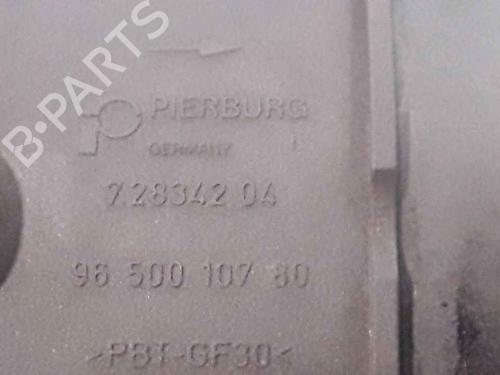 B-PARTS
PIERBURG
GERMANY
7.28342 04
96 500 107 80
>PBT-GF30<